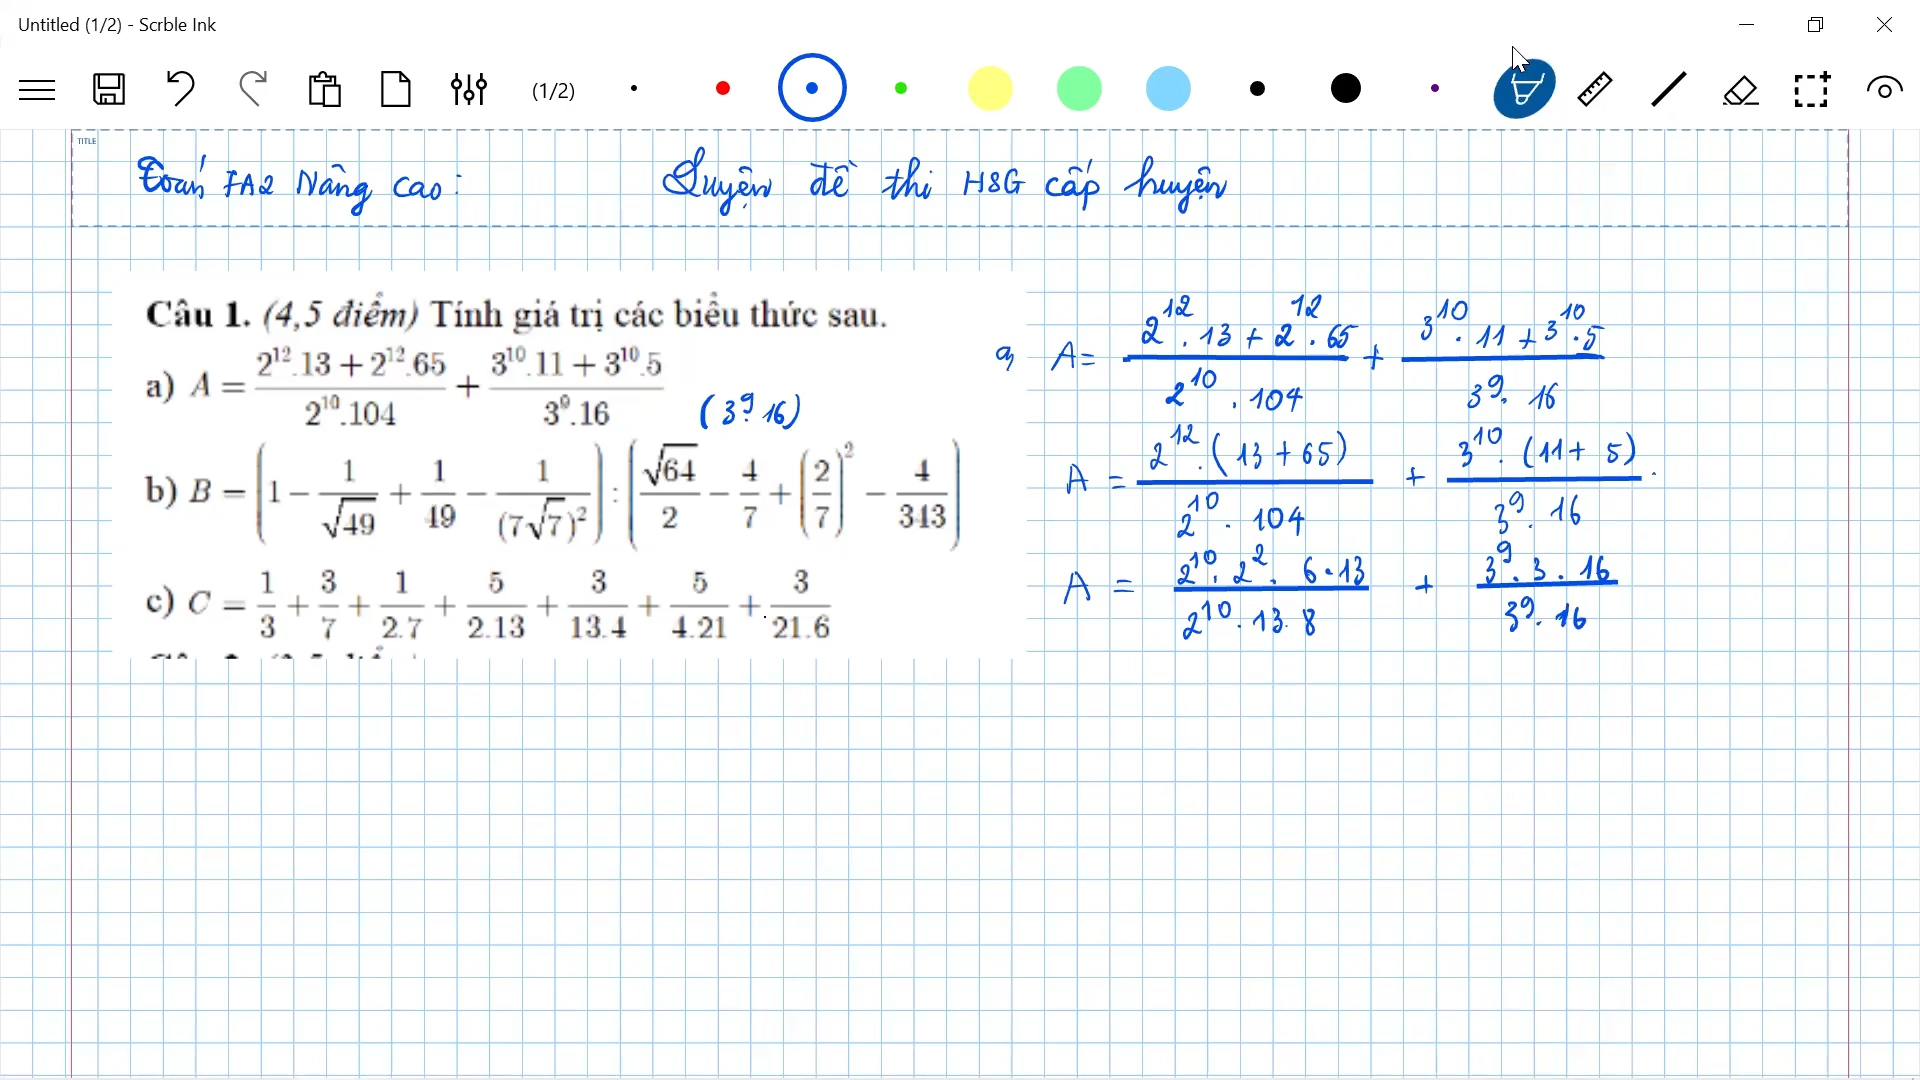 Untitled (1/2) - Scrble Ink
(1/2)
TITLE
Toán FA2 Nâng cao : Luyện đề thi HSG cấp huyện
Câu 1. (4,5 điểm) Tính giá trị các biểu thức sau.
a) A = (2^12.13 + 2^12.65)/(2^10.104) + (3^10.11 + 3^10.5)/(3^9.16)
(3^9.16)
b) B = (1 − 1/√49 + 1/49 − 1/(7√7)^2) : (√64/2 − 4/7 + (2/7)^2 − 4/343)
c) C = 1/3 + 3/7 + 1/2.7 + 5/2.13 + 3/13.4 + 5/4.21 + 3/21.6
a, A = (2^12 . 13 + 2^12 . 65)/(2^10 . 104) + (3^10 . 11 + 3^10 . 5)/(3^9 . 16)
A = (2^12 . (13 + 65))/(2^10 . 104) + (3^10 . (11 + 5))/(3^9 . 16) .
A = (2^10 . 2^2 . 6 . 13)/(2^10 . 13 . 8) + (3^9 . 3 . 16)/(3^9 . 16)